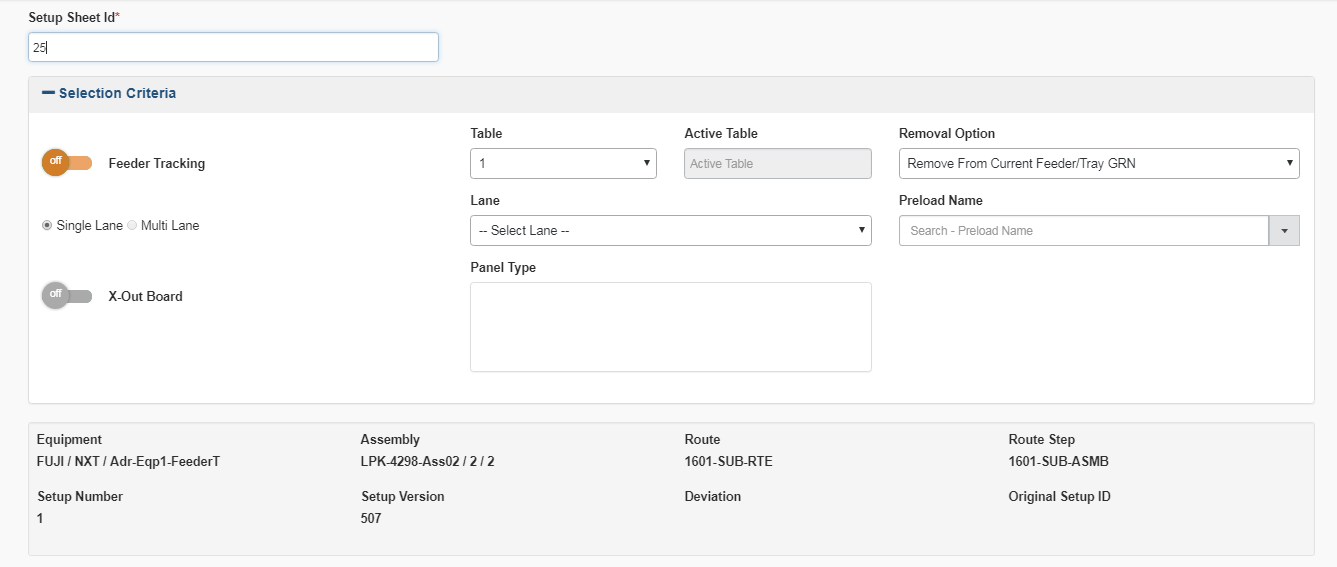 Setup Sheet Id*
25
Selection Criteria
off Feeder Tracking
Table
1
Active Table
Active Table
Removal Option
Remove From Current Feeder/Tray GRN
Single Lane Multi Lane
Lane
-- Select Lane --
Preload Name
Search - Preload Name
off X-Out Board
Panel Type
Equipment Assembly Route Route Step
FUJI / NXT / Adr-Eqp1-FeederT LPK-4298-Ass02 / 2 / 2 1601-SUB-RTE 1601-SUB-ASMB
Setup Number Setup Version Deviation Original Setup ID
1 507